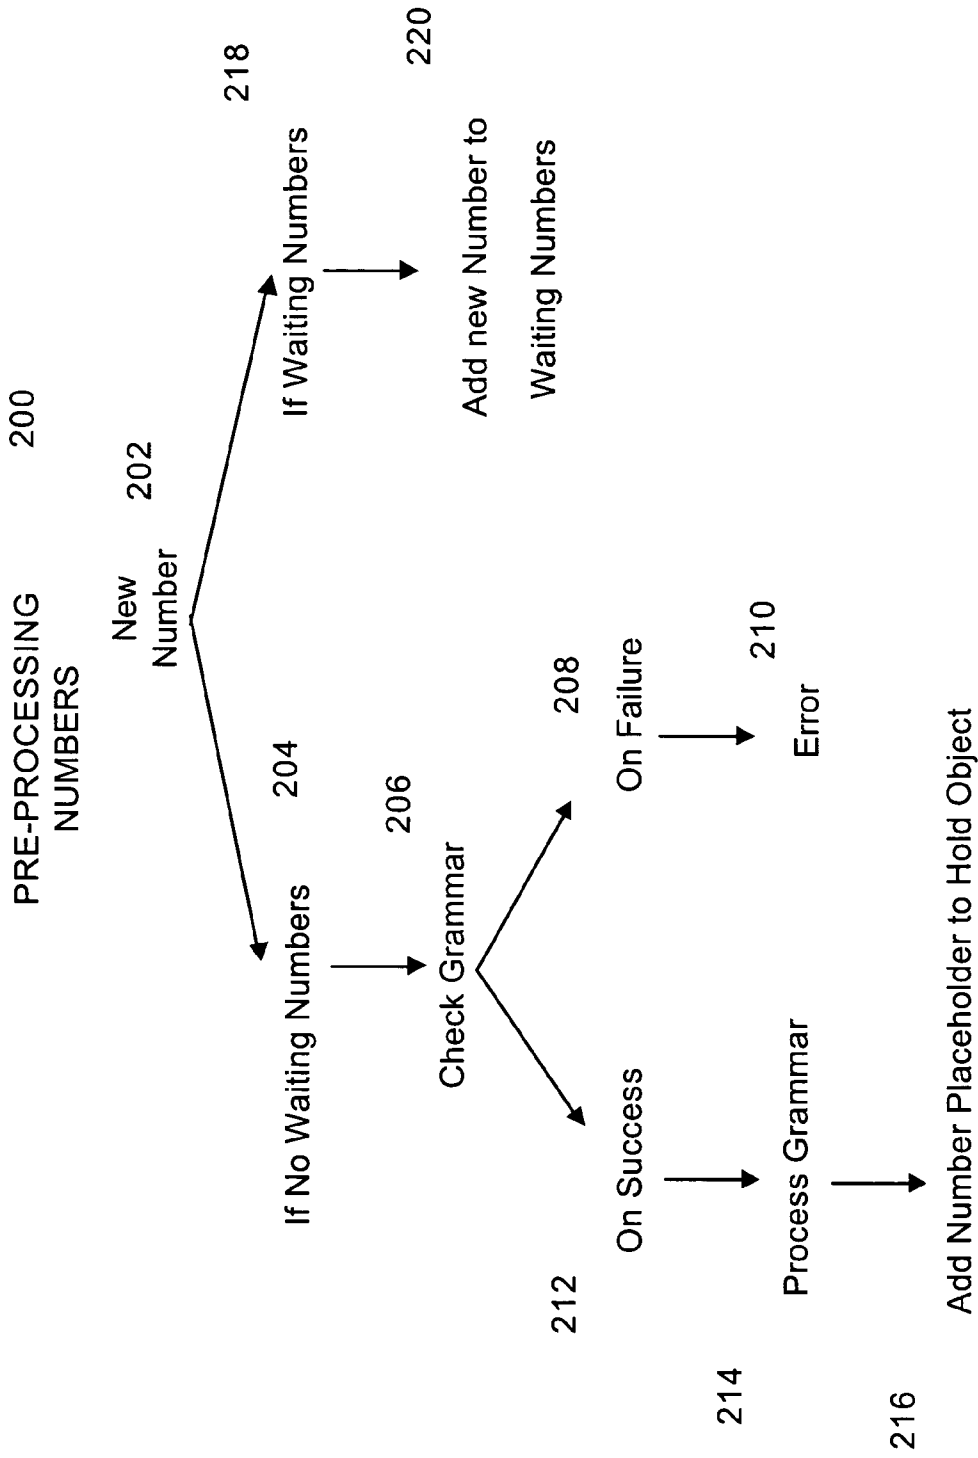 PRE-PROCESSING
NUMBERS
200
New
Number
202
If No Waiting Numbers
204
If Waiting Numbers
218
Check Grammar
206
Add new Number to
Waiting Numbers
220
On Success
212
On Failure
208
Process Grammar
214
Error
210
Add Number Placeholder to Hold Object
216